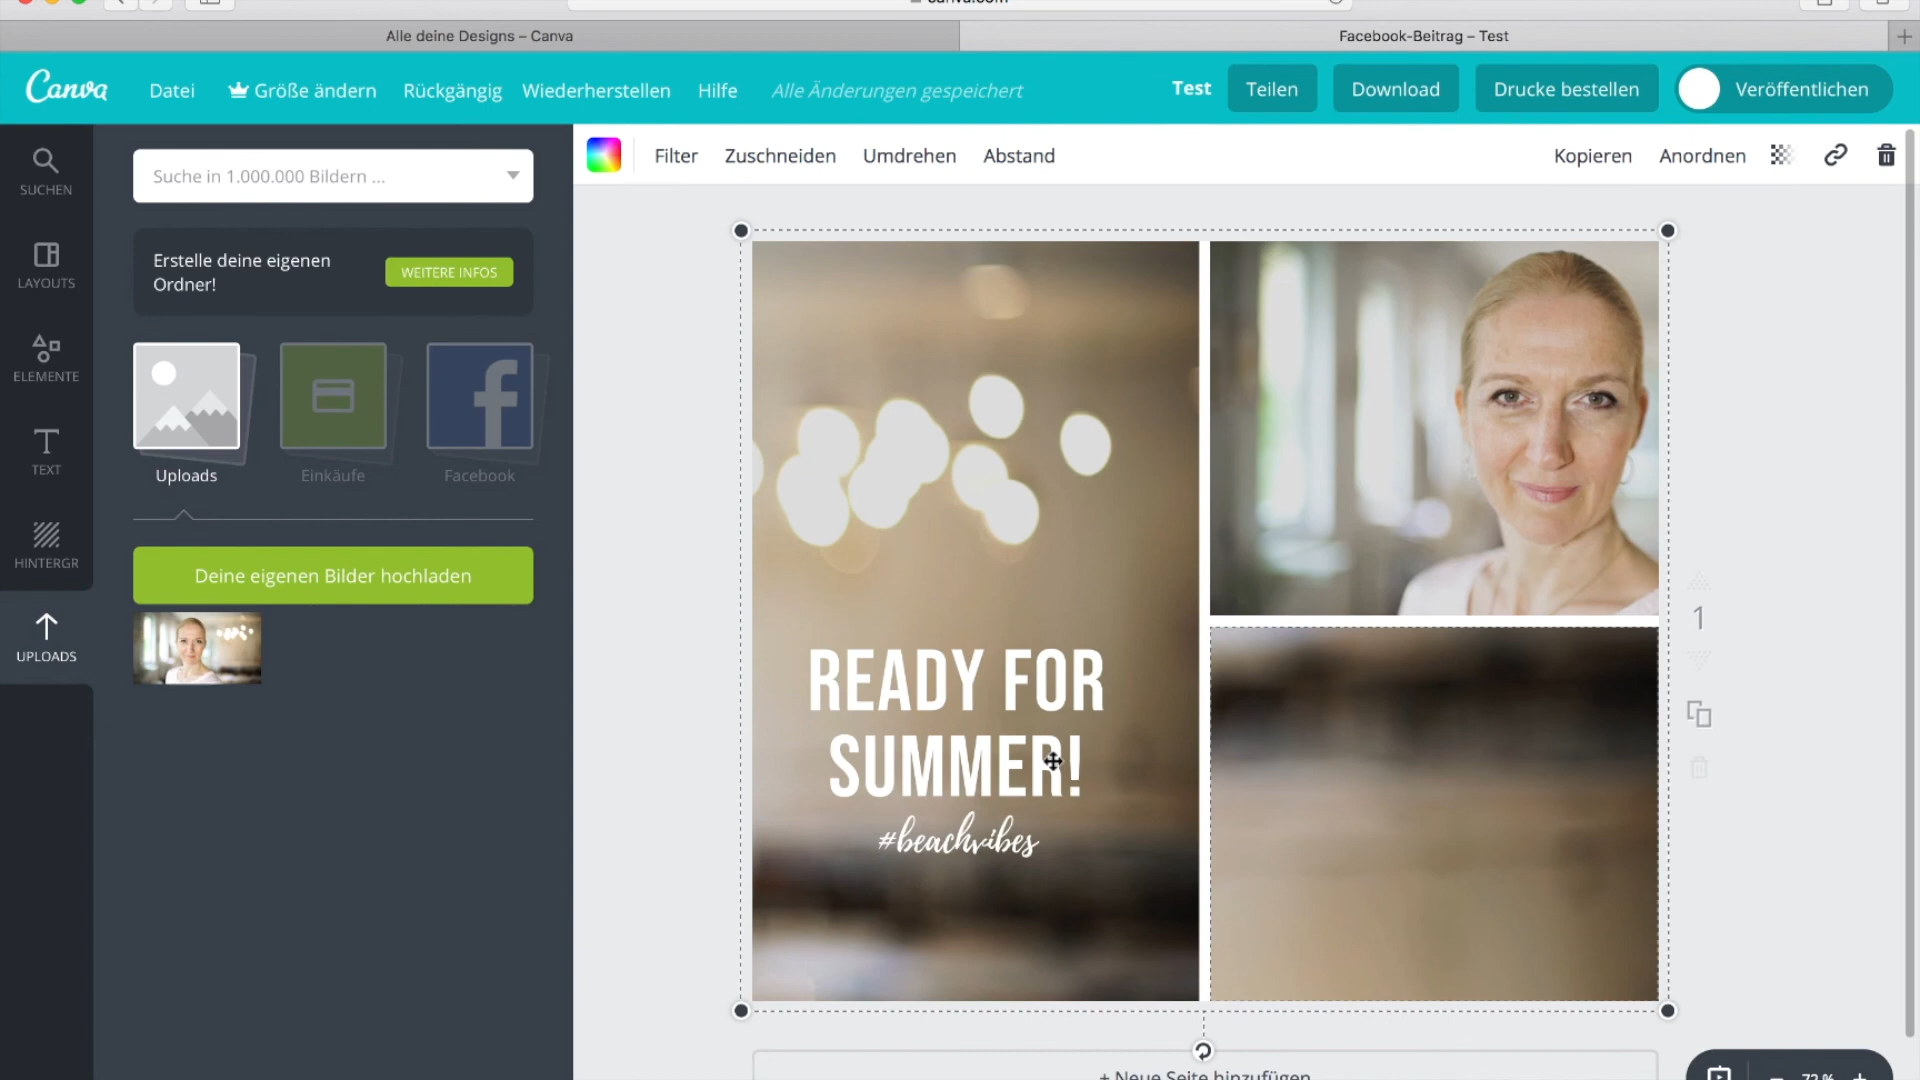 canva.com
Alle deine Designs – Canva
Facebook-Beitrag – Test
Canva
Datei
Größe ändern
Rückgängig
Wiederherstellen
Hilfe
Alle Änderungen gespeichert
Test
Teilen
Download
Drucke bestellen
Veröffentlichen
SUCHEN
LAYOUTS
ELEMENTE
TEXT
HINTERGR
UPLOADS
Suche in 1.000.000 Bildern ...
Erstelle deine eigenen
Ordner!
WEITERE INFOS
Uploads
Einkäufe
Facebook
Deine eigenen Bilder hochladen
Filter
Zuschneiden
Umdrehen
Abstand
Kopieren
Anordnen
READY FOR
SUMMER!
#beachvibes
1
+ Neue Seite hinzufügen
72 %